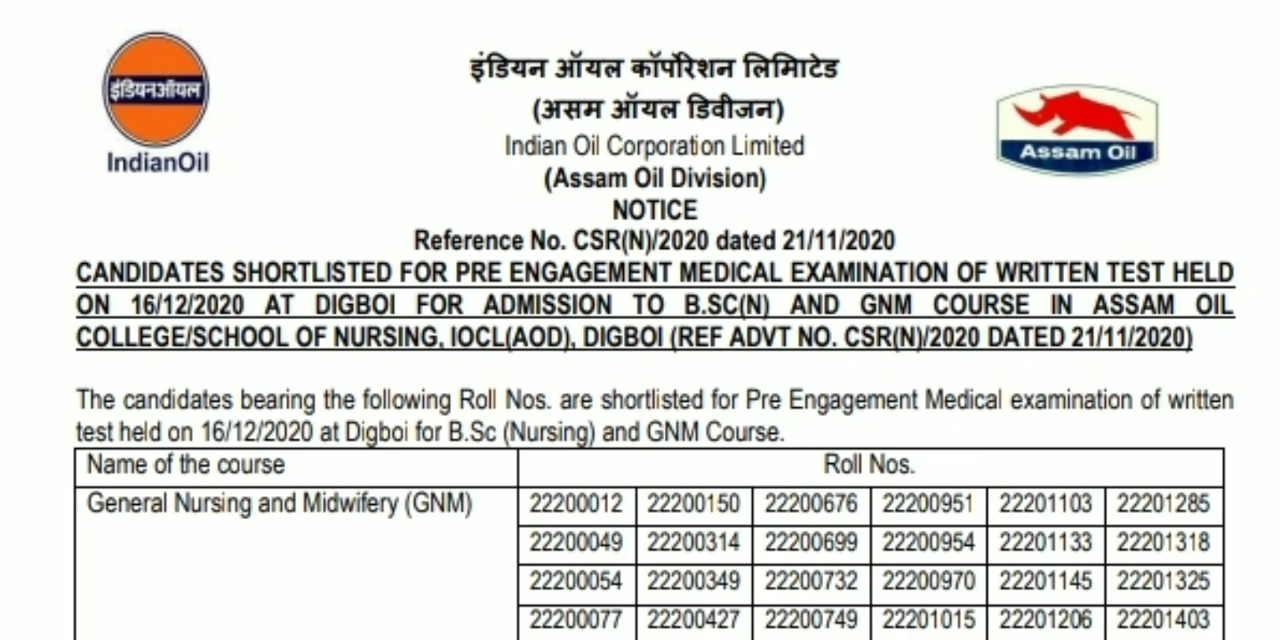 इंडियनऑयल
IndianOil
इंडियन ऑयल कॉर्पोरेशन लिमिाटेड
(असम ऑयल डिवीजन)
Indian Oil Corporation Limited
(Assam Oil Division)
Assam Oil
NOTICE
Reference No. CSR(N)/2020 dated 21/11/2020
CANDIDATES SHORTLISTED FOR PRE ENGAGEMENT MEDICAL EXAMINATION OF WRITTEN TEST HELD
ON 16/12/2020 AT DIGBOI FOR ADMISSION TO B.SC(N) AND GNM COURSE IN ASSAM OIL
COLLEGE/SCHOOL OF NURSING, IOCL(AOD), DIGBOI (REF ADVT NO. CSR(N)/2020 DATED 21/11/2020)
The candidates bearing the following Roll Nos. are shortlisted for Pre Engagement Medical examination of written
test held on 16/12/2020 at Digboi for B.Sc (Nursing) and GNM Course.
Name of the course Roll Nos.
General Nursing and Midwifery (GNM) 22200012 22200150 22200676 22200951 22201103 22201285
22200049 22200314 22200699 22200954 22201133 22201318
22200054 22200349 22200732 22200970 22201145 22201325
22200077 22200427 22200749 22201015 22201206 22201403